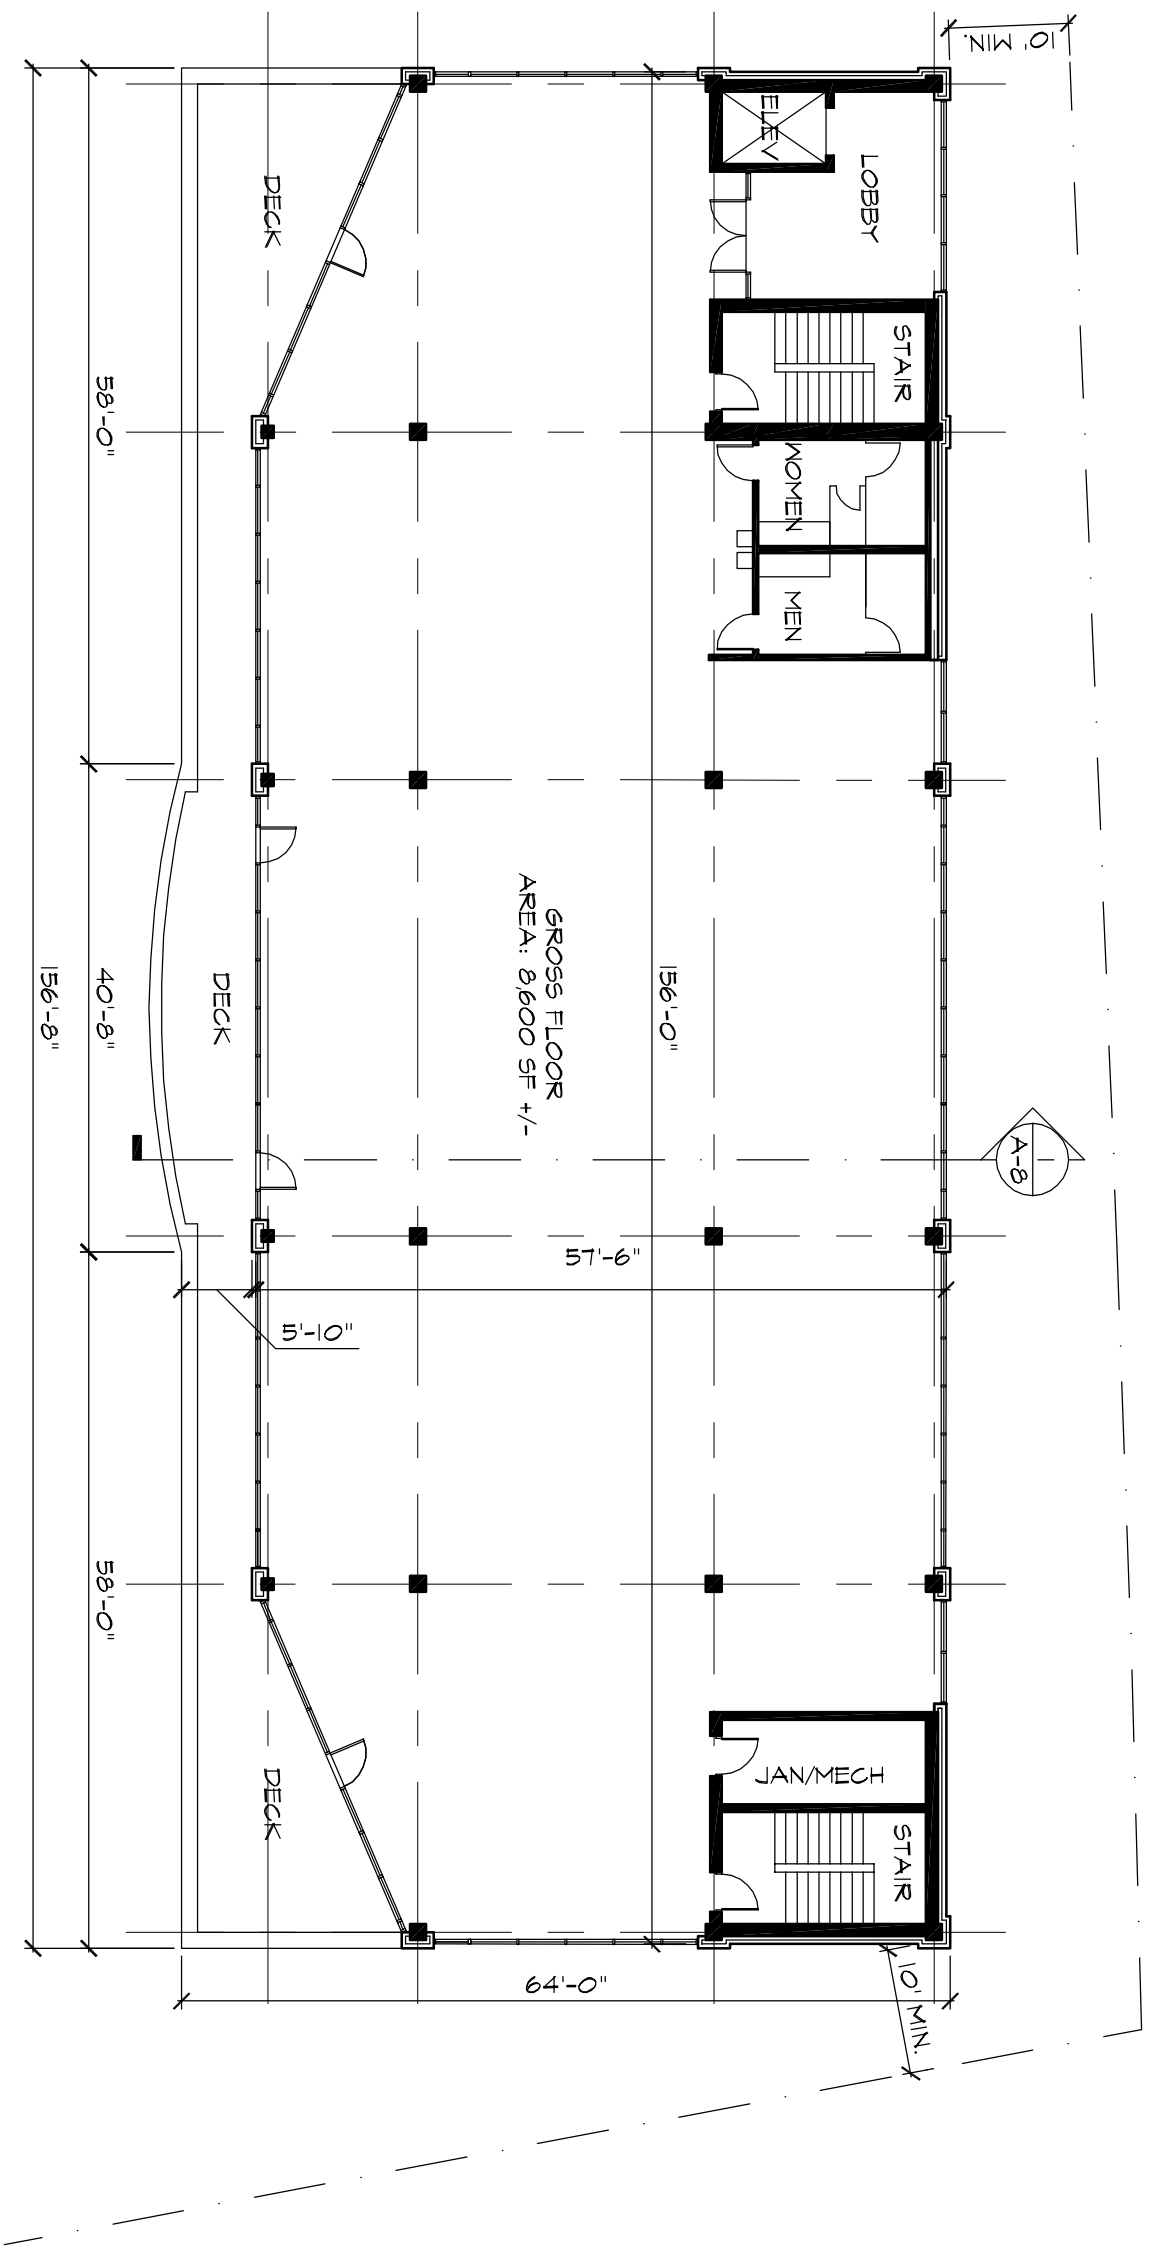 10' MIN.
ELEV
LOBBY
DECK
STAIR
58'-0"
WOMEN
MEN
GROSS FLOOR
AREA: 8,600 SF +/-
156'-0"
DECK
40'-8"
156'-8"
A-8
57'-6"
5'-10"
58'-0"
JAN/MECH
DECK
STAIR
64'-0"
10' MIN.